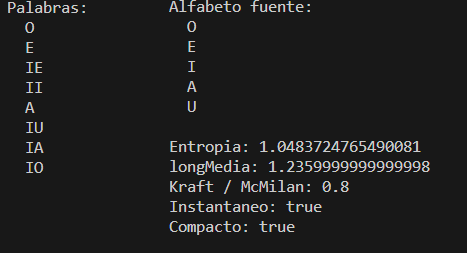 Palabras:
O
E
IE
II
A
IU
IA
IO
Alfabeto fuente:
O
E
I
A
U
Entropia: 1.0483724765490081
longMedia: 1.2359999999999998
Kraft / McMilan: 0.8
Instantaneo: true
Compacto: true